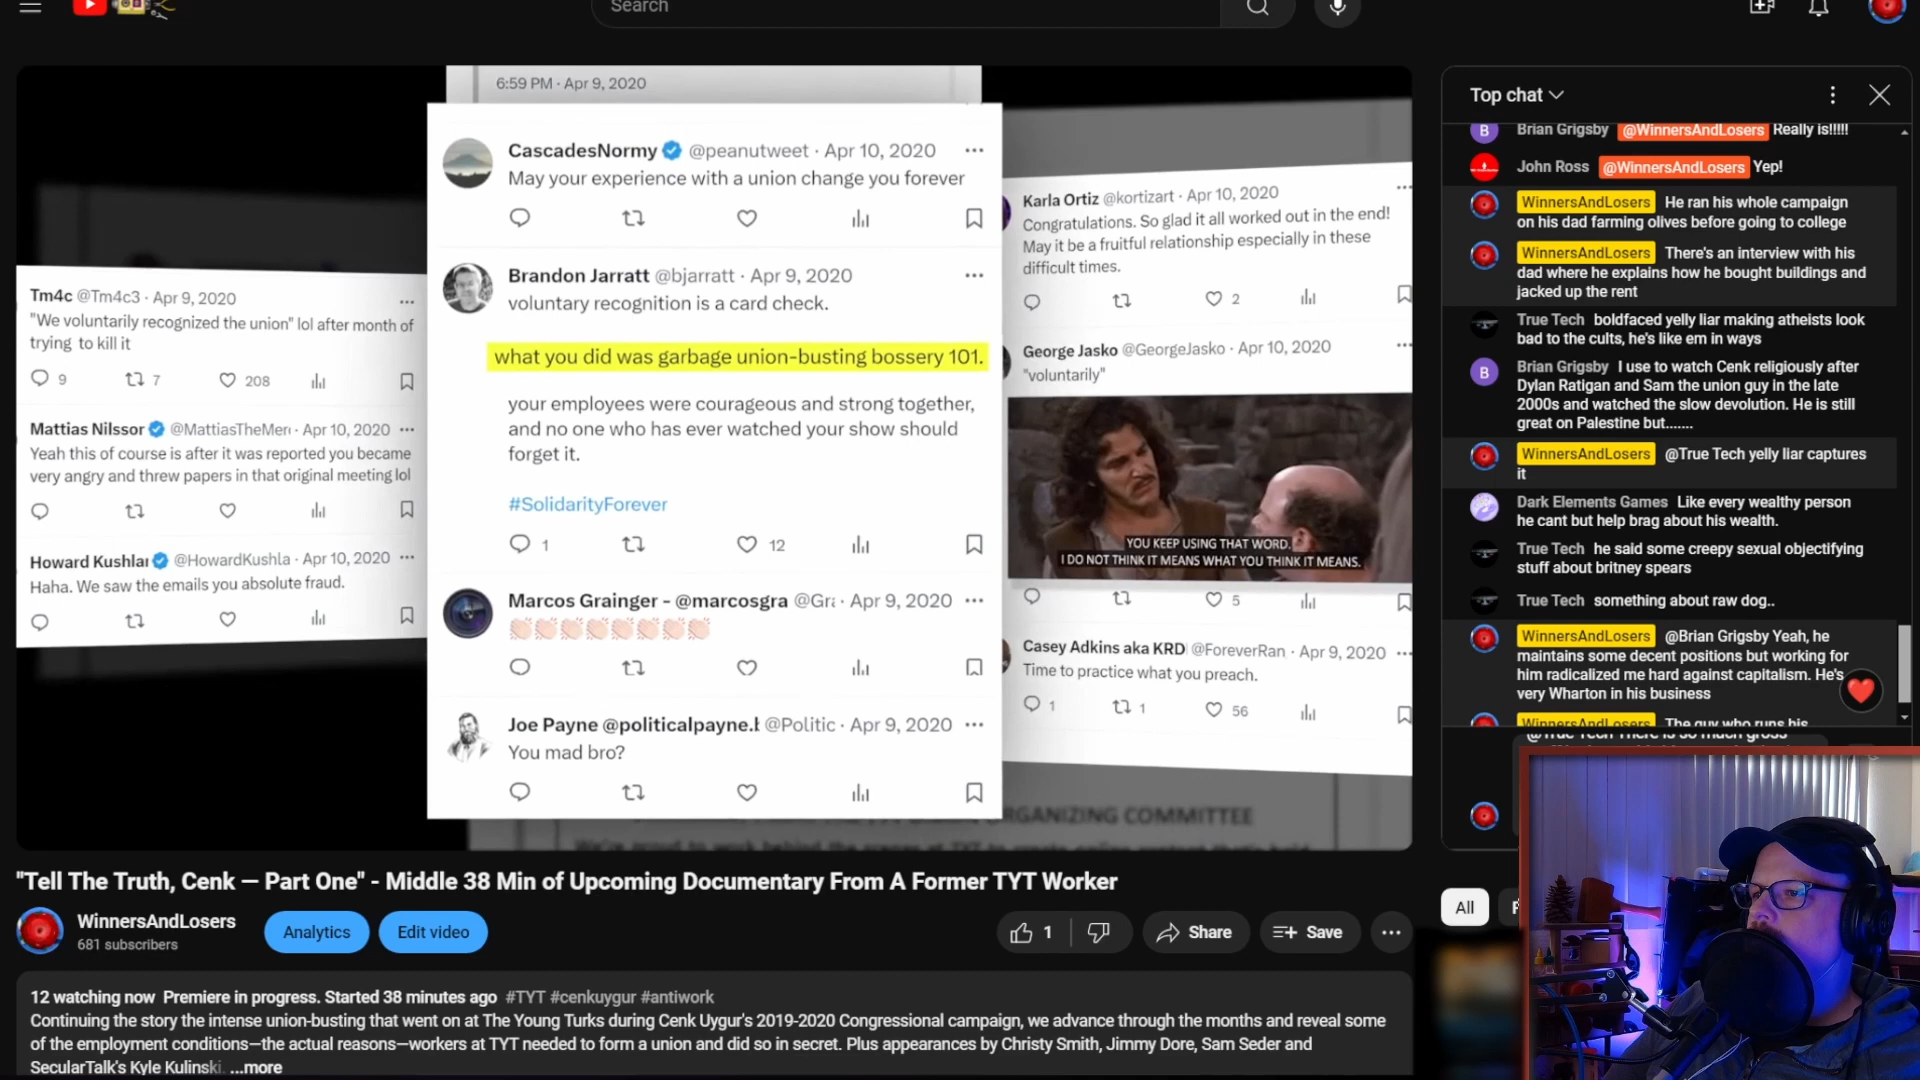 Search
6:59 PM · Apr 9, 2020
CascadesNormy @peanutweet · Apr 10, 2020
May your experience with a union change you forever
Brandon Jarratt @bjarratt · Apr 9, 2020
voluntary recognition is a card check.
what you did was garbage union-busting bossery 101.
your employees were courageous and strong together,
and no one who has ever watched your show should
forget it.
#SolidarityForever
1
12
Marcos Grainger - @marcosgra @Gra · Apr 9, 2020
Joe Payne @politicalpayne.l @Politic · Apr 9, 2020
You mad bro?
Tm4c @Tm4c3 · Apr 9, 2020
"We voluntarily recognized the union" lol after month of
trying to kill it
9
7
208
Mattias Nilssor @MattiasTheMer · Apr 10, 2020
Yeah this of course is after it was reported you became
very angry and threw papers in that original meeting lol
Howard Kushlar @HowardKushla · Apr 10, 2020
Haha. We saw the emails you absolute fraud.
Karla Ortiz @kortizart · Apr 10, 2020
Congratulations. So glad it all worked out in the end!
May it be a fruitful relationship especially in these
difficult times.
2
George Jasko @GeorgeJasko · Apr 10, 2020
"voluntarily"
YOU KEEP USING THAT WORD.
I DO NOT THINK IT MEANS WHAT YOU THINK IT MEANS.
5
Casey Adkins aka KRD @ForeverRan · Apr 9, 2020
Time to practice what you preach.
1
1
56
ORGANIZING COMMITTEE
Top chat
Brian Grigsby @WinnersAndLosers Really is!!!!!
John Ross @WinnersAndLosers Yep!
WinnersAndLosers He ran his whole campaign
on his dad farming olives before going to college
WinnersAndLosers There's an interview with his
dad where he explains how he bought buildings and
jacked up the rent
True Tech boldfaced yelly liar making atheists look
bad to the cults, he's like em in ways
Brian Grigsby I use to watch Cenk religiously after
Dylan Ratigan and Sam the union guy in the late
2000s and watched the slow devolution. He is still
great on Palestine but.......
WinnersAndLosers @True Tech yelly liar captures
it
Dark Elements Games Like every wealthy person
he cant but help brag about his wealth.
True Tech he said some creepy sexual objectifying
stuff about britney spears
True Tech something about raw dog..
WinnersAndLosers @Brian Grigsby Yeah, he
maintains some decent positions but working for
him radicalized me hard against capitalism. He's
very Wharton in his business
WinnersAndLosers The guy who runs his
@True Tech There is so much gross
All
"Tell The Truth, Cenk — Part One" - Middle 38 Min of Upcoming Documentary From A Former TYT Worker
WinnersAndLosers
681 subscribers
Analytics
Edit video
1
Share
Save
12 watching now Premiere in progress. Started 38 minutes ago #TYT #cenkuygur #antiwork
Continuing the story the intense union-busting that went on at The Young Turks during Cenk Uygur's 2019-2020 Congressional campaign, we advance through the months and reveal some
of the employment conditions—the actual reasons—workers at TYT needed to form a union and did so in secret. Plus appearances by Christy Smith, Jimmy Dore, Sam Seder and
SecularTalk's Kyle Kulinski. ...more